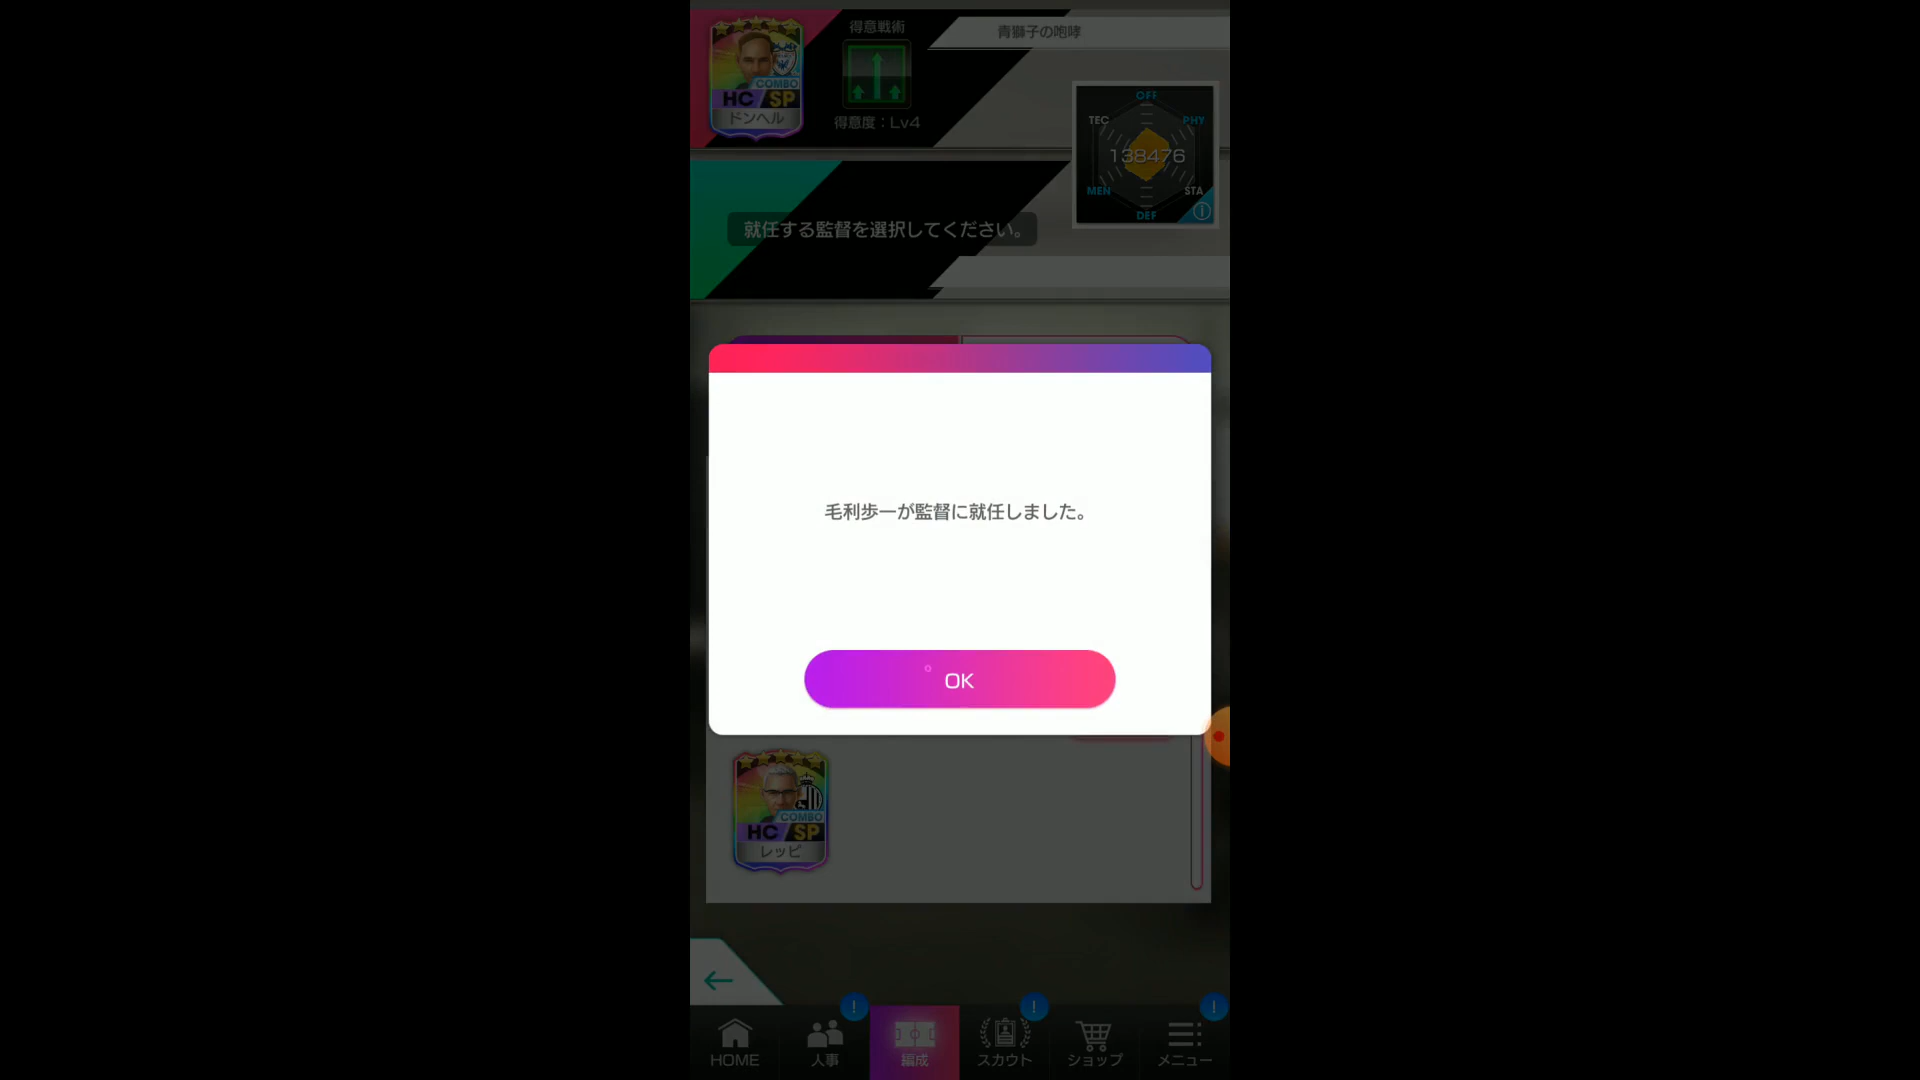 得意戦術
青獅子の咆哮
COMBO
HC SP
ドンヘル
得意度：Lv4
OFF
TEC
PHY
138476
MEN
STA
DEF
就任する監督を選択してください。
毛利歩一が監督に就任しました。
OK
COMBO
HC SP
レッピ
HOME
人事
編成
スカウト
ショップ
メニュー